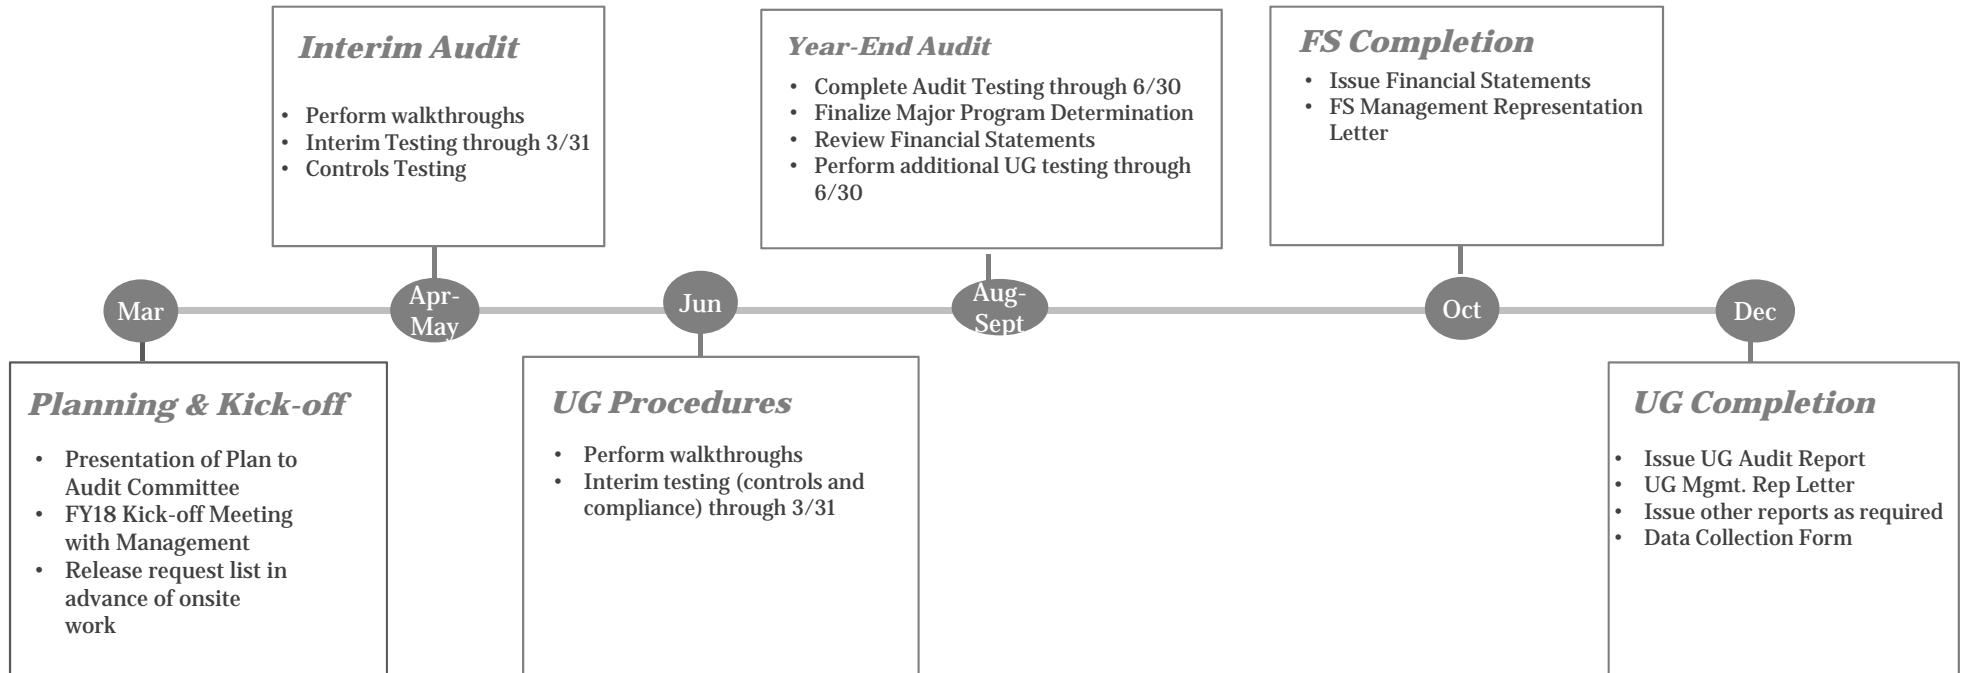 Interim Audit
• Perform walkthroughs
• Interim Testing through 3/31
• Controls Testing
Year-End Audit
• Complete Audit Testing through 6/30
• Finalize Major Program Determination
• Review Financial Statements
• Perform additional UG testing through
6/30
FS Completion
• Issue Financial Statements
• FS Management Representation
Letter
Mar
Apr-
May
Jun
Aug-
Sept
Oct
Dec
Planning & Kick-off
• Presentation of Plan to
Audit Committee
• FY18 Kick-off Meeting
with Management
• Release request list in
advance of onsite
work
UG Procedures
• Perform walkthroughs
• Interim testing (controls and
compliance) through 3/31
UG Completion
• Issue UG Audit Report
• UG Mgmt. Rep Letter
• Issue other reports as required
• Data Collection Form